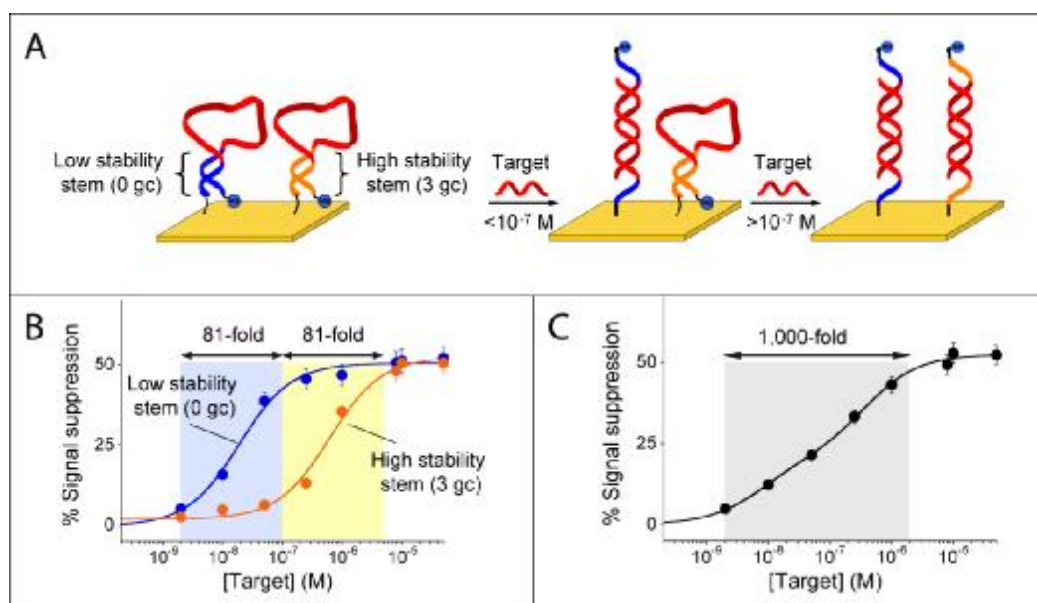 A
Low stability
stem (0 gc)
High stability
stem (3 gc)
Target
<10⁻⁷ M
Target
>10⁻⁷ M
B
81-fold
81-fold
% Signal suppression
50
25
0
Low stability
stem (0 gc)
High stability
stem (3 gc)
10⁻⁹
10⁻⁸
10⁻⁷
10⁻⁶
10⁻⁵
[Target] (M)
C
1,000-fold
% Signal suppression
50
25
0
10⁻⁹
10⁻⁸
10⁻⁷
10⁻⁶
10⁻⁵
[Target] (M)